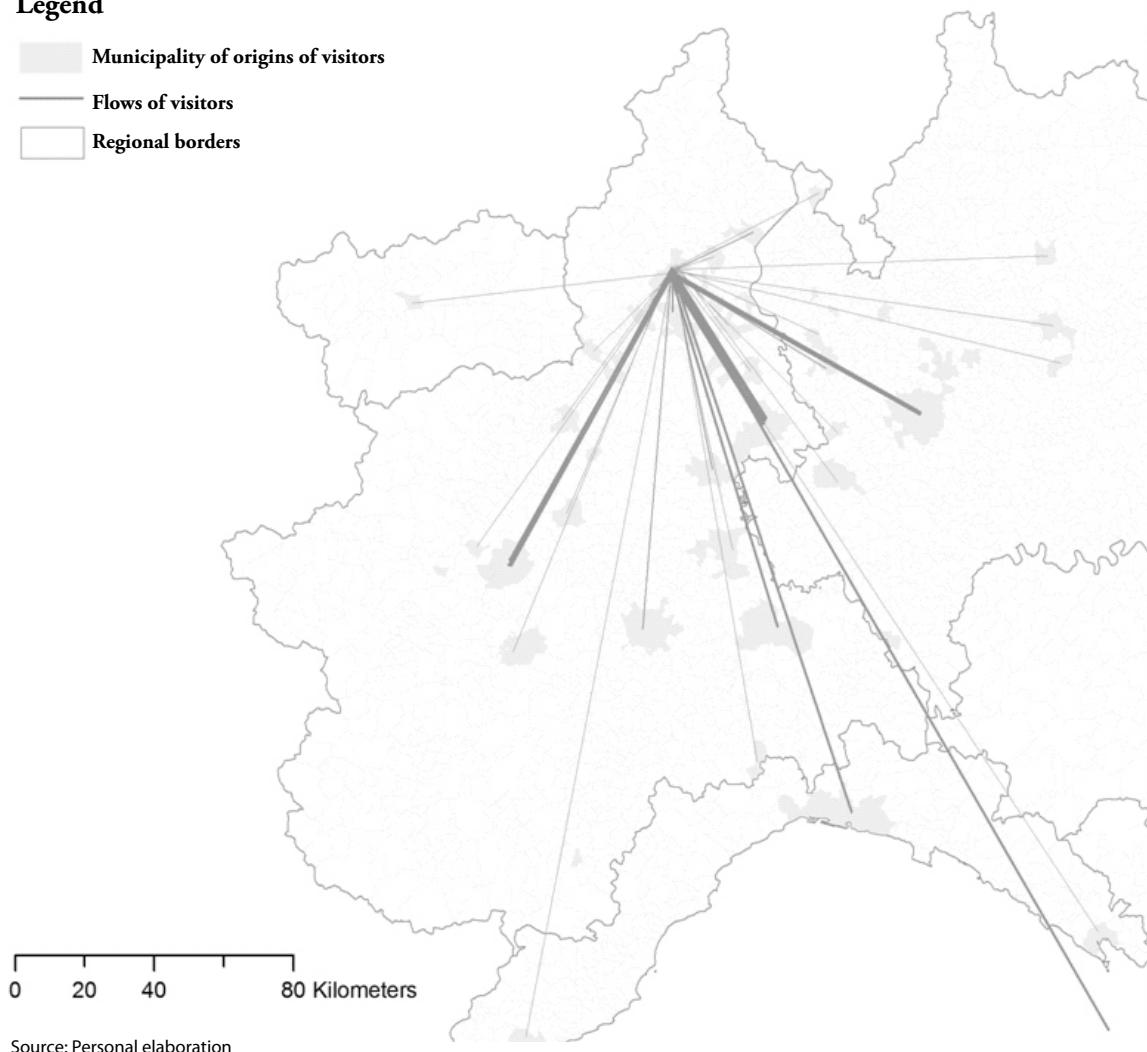 Legend
Municipality of origins of visitors
Flows of visitors
Regional borders
0 20 40 80 Kilometers
Source: Personal elaboration